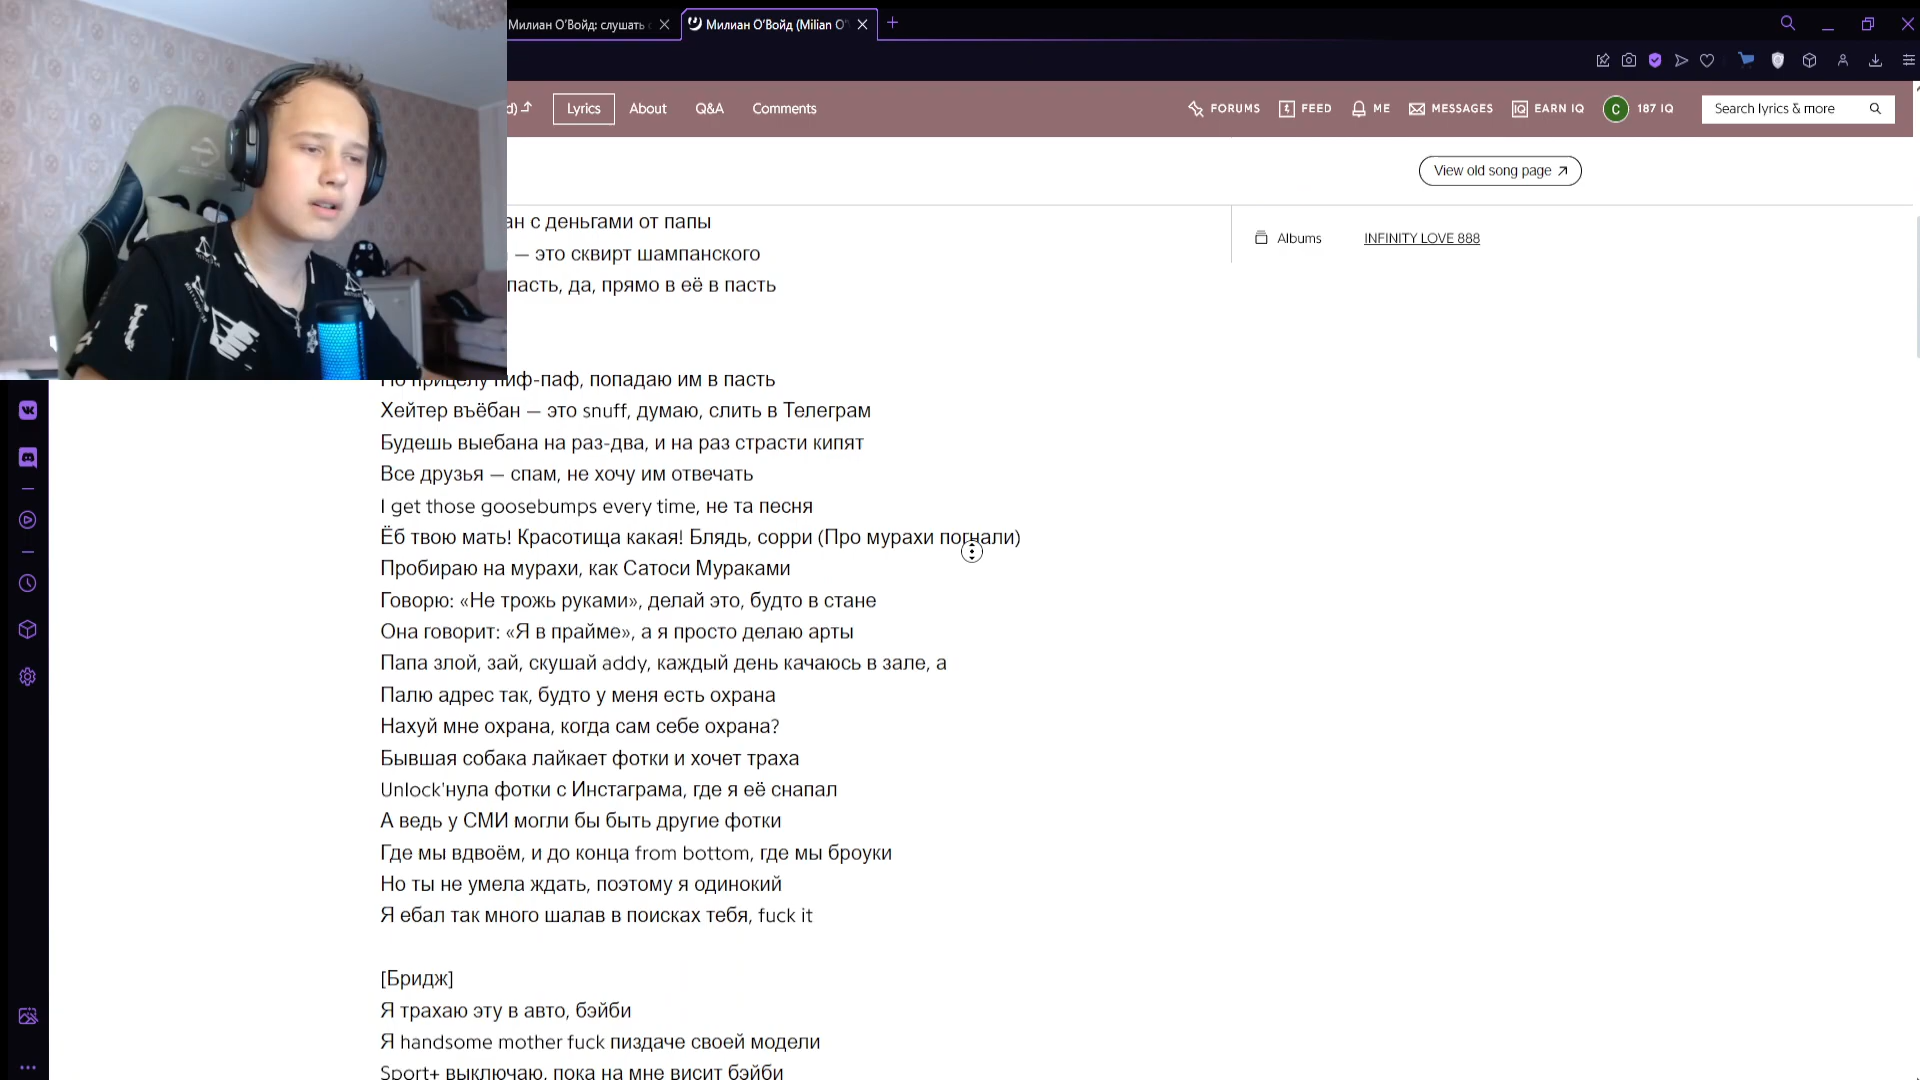 Милиан О'Войд: слушать
Милиан О'Войд (Milian O'
Lyrics
About
Q&A
Comments
FORUMS
FEED
ME
MESSAGES
EARN IQ
C
187 IQ
Search lyrics & more
View old song page
Albums
INFINITY LOVE 888
с деньгами от папы
— это сквирт шампанского
пасть, да, прямо в её в пасть
По прицелу пиф-паф, попадаю им в пасть
Хейтер въёбан — это snuff, думаю, слить в Телеграм
Будешь выебана на раз-два, и на раз страсти кипят
Все друзья — спам, не хочу им отвечать
I get those goosebumps every time, не та песня
Ёб твою мать! Красотища какая! Блядь, сорри (Про мурахи погнали)
Пробираю на мурахи, как Сатоси Мураками
Говорю: «Не трожь руками», делай это, будто в стане
Она говорит: «Я в прайме», а я просто делаю арты
Папа злой, зай, скушай addy, каждый день качаюсь в зале, а
Палю адрес так, будто у меня есть охрана
Нахуй мне охрана, когда сам себе охрана?
Бывшая собака лайкает фотки и хочет траха
Unlock'нула фотки с Инстаграма, где я её снапал
А ведь у СМИ могли бы быть другие фотки
Где мы вдвоём, и до конца from bottom, где мы броуки
Но ты не умела ждать, поэтому я одинокий
Я ебал так много шалав в поисках тебя, fuck it
[Бридж]
Я трахаю эту в авто, бэйби
Я handsome mother fuck пиздаче своей модели
Sport+ выключаю, пока на мне висит бэйби